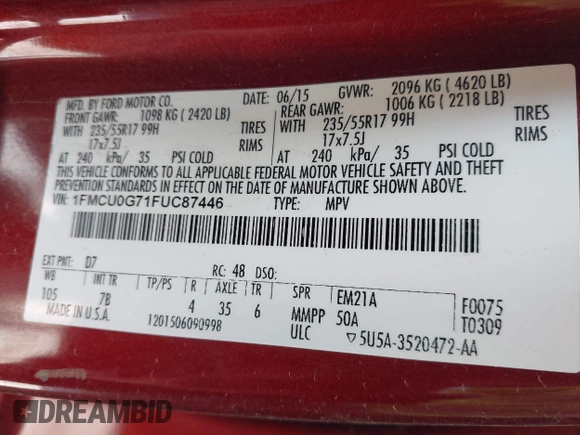 MFD. BY FORD MOTOR CO.
DATE: 06/15 GVWR: 2096 KG ( 4620 LB)
FRONT GAWR: 1098 KG ( 2420 LB) REAR GAWR: 1006 KG ( 2218 LB)
WITH 235/55R17 99H TIRES WITH 235/55R17 99H TIRES
17x7.5J RIMS 17x7.5J RIMS
AT 240 kPa/ 35 PSI COLD AT 240 kPa/ 35 PSI COLD
THIS VEHICLE CONFORMS TO ALL APPLICABLE FEDERAL MOTOR VEHICLE SAFETY AND THEFT
PREVENTION STANDARDS IN EFFECT ON THE DATE OF MANUFACTURE SHOWN ABOVE.
VIN: 1FMCU0G71FUC87446 TYPE: MPV
EXT PNT: D7 RC: 48 DSO:
WB INT TR TP/PS R AXLE TR SPR EM21A F0075
105 7B 4 35 6 MMPP 50A T0309
MADE IN U.S.A. 1201506090998 ULC ▽5U5A-3520472-AA
DREAMBID